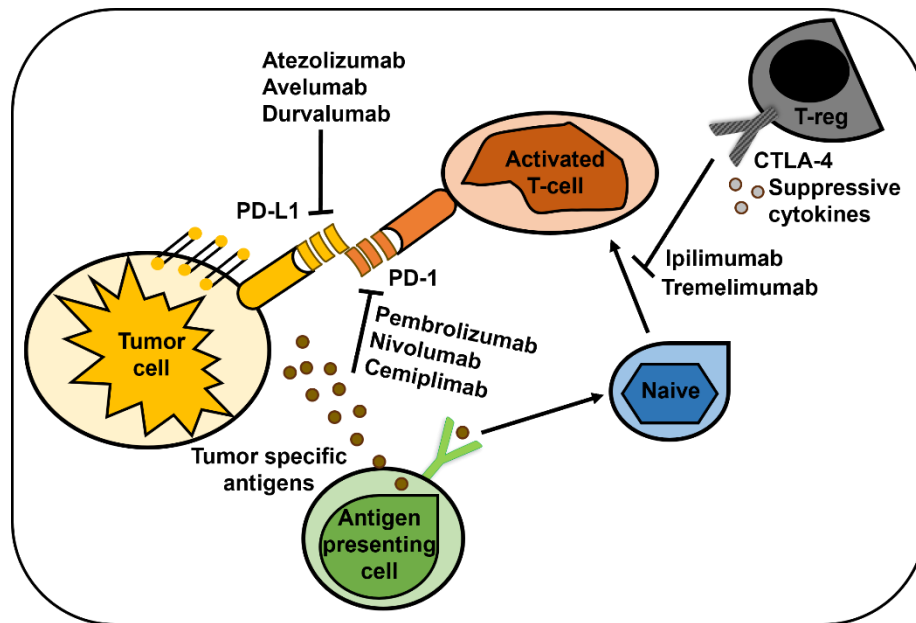 Atezolizumab
Avelumab
Durvalumab
T-reg
CTLA-4
Suppressive
cytokines
Activated
T-cell
PD-L1
PD-1
Ipilimumab
Tremelimumab
Pembrolizumab
Nivolumab
Cemiplimab
Tumor
cell
Naive
Tumor specific
antigens
Antigen
presenting
cell